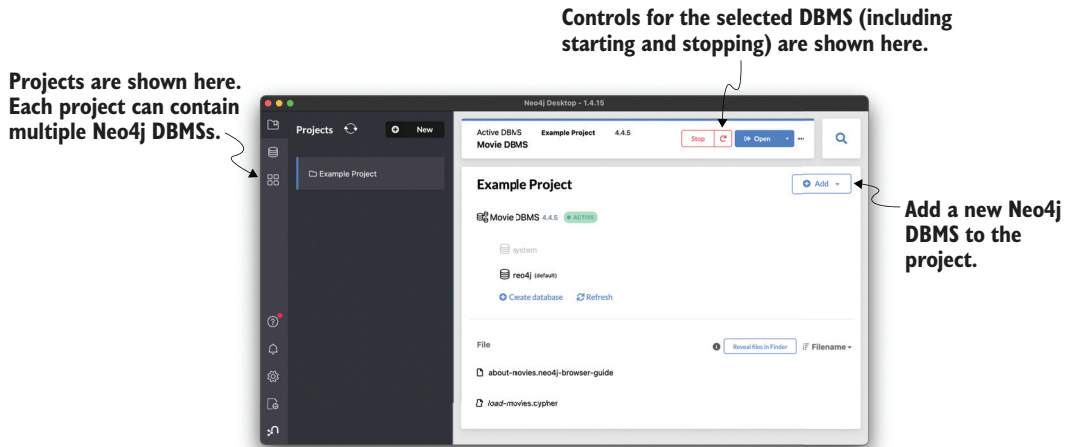 Controls for the selected DBMS (including
starting and stopping) are shown here.
Projects are shown here.
Each project can contain
multiple Neo4j DBMSs.
Neo4j Desktop - 1.4.15
Projects
New
Active DBMS Example Project 4.4.5
Movie DBMS
Stop
Open
Example Project
Example Project
Add
Add a new Neo4j
DBMS to the
project.
Movie DBMS 4.4.5 ACTIVE
system
neo4j (default)
Create database Refresh
File
Reveal files in Finder
Filename
about-movies.neo4j-browser-guide
load-movies.cypher